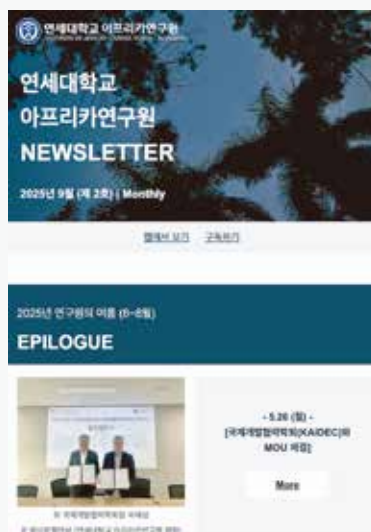 연세대학교 아프리카연구원
연세대학교
아프리카연구원
NEWSLETTER
2025년 9월 (제 2호) | Monthly
웹에서 보기 구독하기
2025년 연구원의 여름 (6~8월)
EPILOGUE
- 5.26 (월) -
[국제개발협력학회(KAIDEC)와
MOU 체결]
More